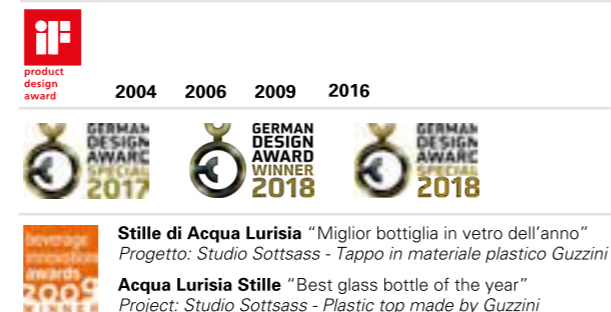 iF
product
design
award
2004 2006 2009 2016
GERMAN
DESIGN
AWARD
SPECIAL
2017
GERMAN
DESIGN
AWARD
WINNER
2018
GERMAN
DESIGN
AWARD
SPECIAL
2018
beverage
innovation
awards
2009
WINNER
Stille di Acqua Lurisia “Miglior bottiglia in vetro dell’anno”
Progetto: Studio Sottsass - Tappo in materiale plastico Guzzini
Acqua Lurisia Stille “Best glass bottle of the year”
Project: Studio Sottsass - Plastic top made by Guzzini